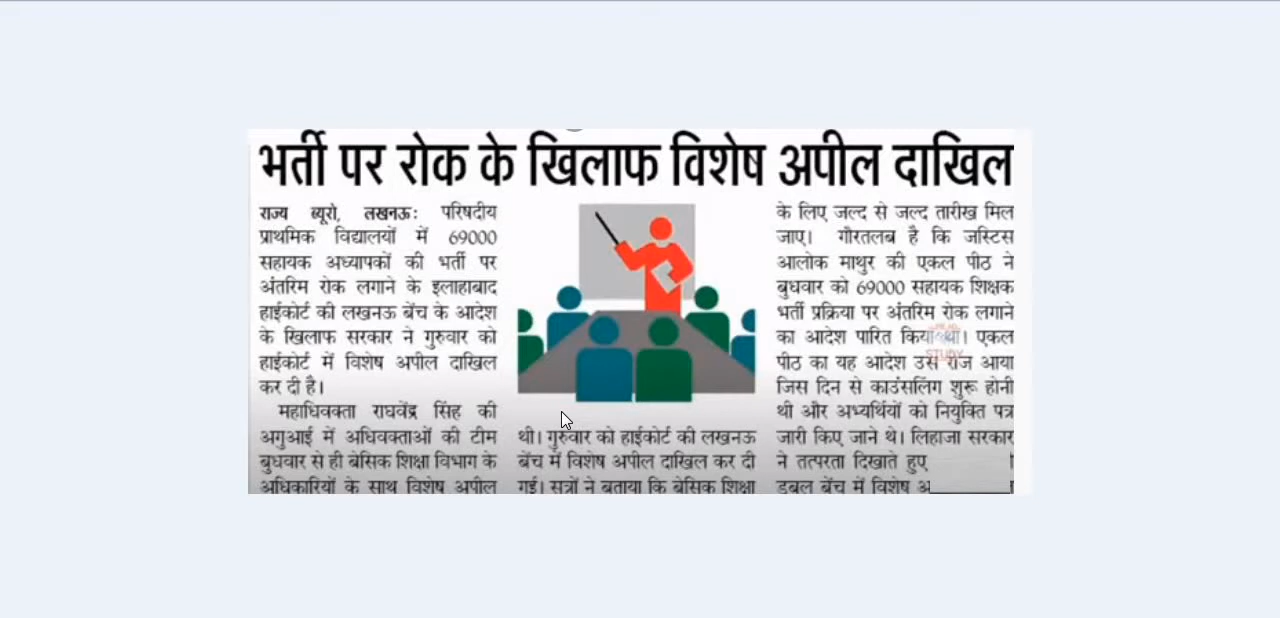 भर्ती पर रोक के खिलाफ विशेष अपील दाखिल
राज्य ब्यूरो, लखनऊ: परिषदीय
प्राथमिक विद्यालयों में 69000
सहायक अध्यापकों की भर्ती पर
अंतरिम रोक लगाने के इलाहाबाद
हाईकोर्ट की लखनऊ बेंच के आदेश
के खिलाफ सरकार ने गुरुवार को
हाईकोर्ट में विशेष अपील दाखिल
कर दी है।
महाधिवक्ता राघवेंद्र सिंह की
अगुआई में अधिवक्ताओं की टीम
बुधवार से ही बेसिक शिक्षा विभाग के
अधिकारियों के साथ विशेष अपील
थी। गुरुवार को हाईकोर्ट की लखनऊ
बेंच में विशेष अपील दाखिल कर दी
गई। सूत्रों ने बताया कि बेसिक शिक्षा
के लिए जल्द से जल्द तारीख मिल
जाए। गौरतलब है कि जस्टिस
आलोक माथुर की एकल पीठ ने
बुधवार को 69000 सहायक शिक्षक
भर्ती प्रक्रिया पर अंतरिम रोक लगाने
का आदेश पारित किया था। एकल
पीठ का यह आदेश उस रोज आया
जिस दिन से काउंसलिंग शुरू होनी
थी और अभ्यर्थियों को नियुक्ति पत्र
जारी किए जाने थे। लिहाजा सरकार
ने तत्परता दिखाते हुए
डबल बेंच में विशेष
STUDY